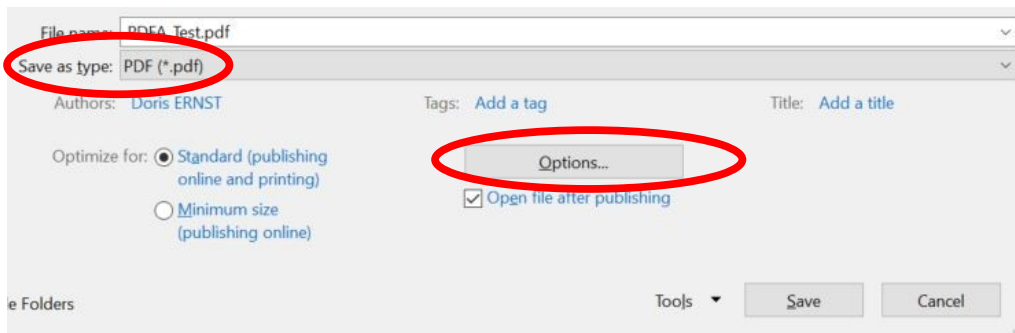 File name: PDFA_Test.pdf
Save as type: PDF (*.pdf)
Authors: Doris ERNST Tags: Add a tag Title: Add a title
Optimize for: Standard (publishing
online and printing)
Minimum size
(publishing online)
Options...
Open file after publishing
e Folders Tools Save Cancel